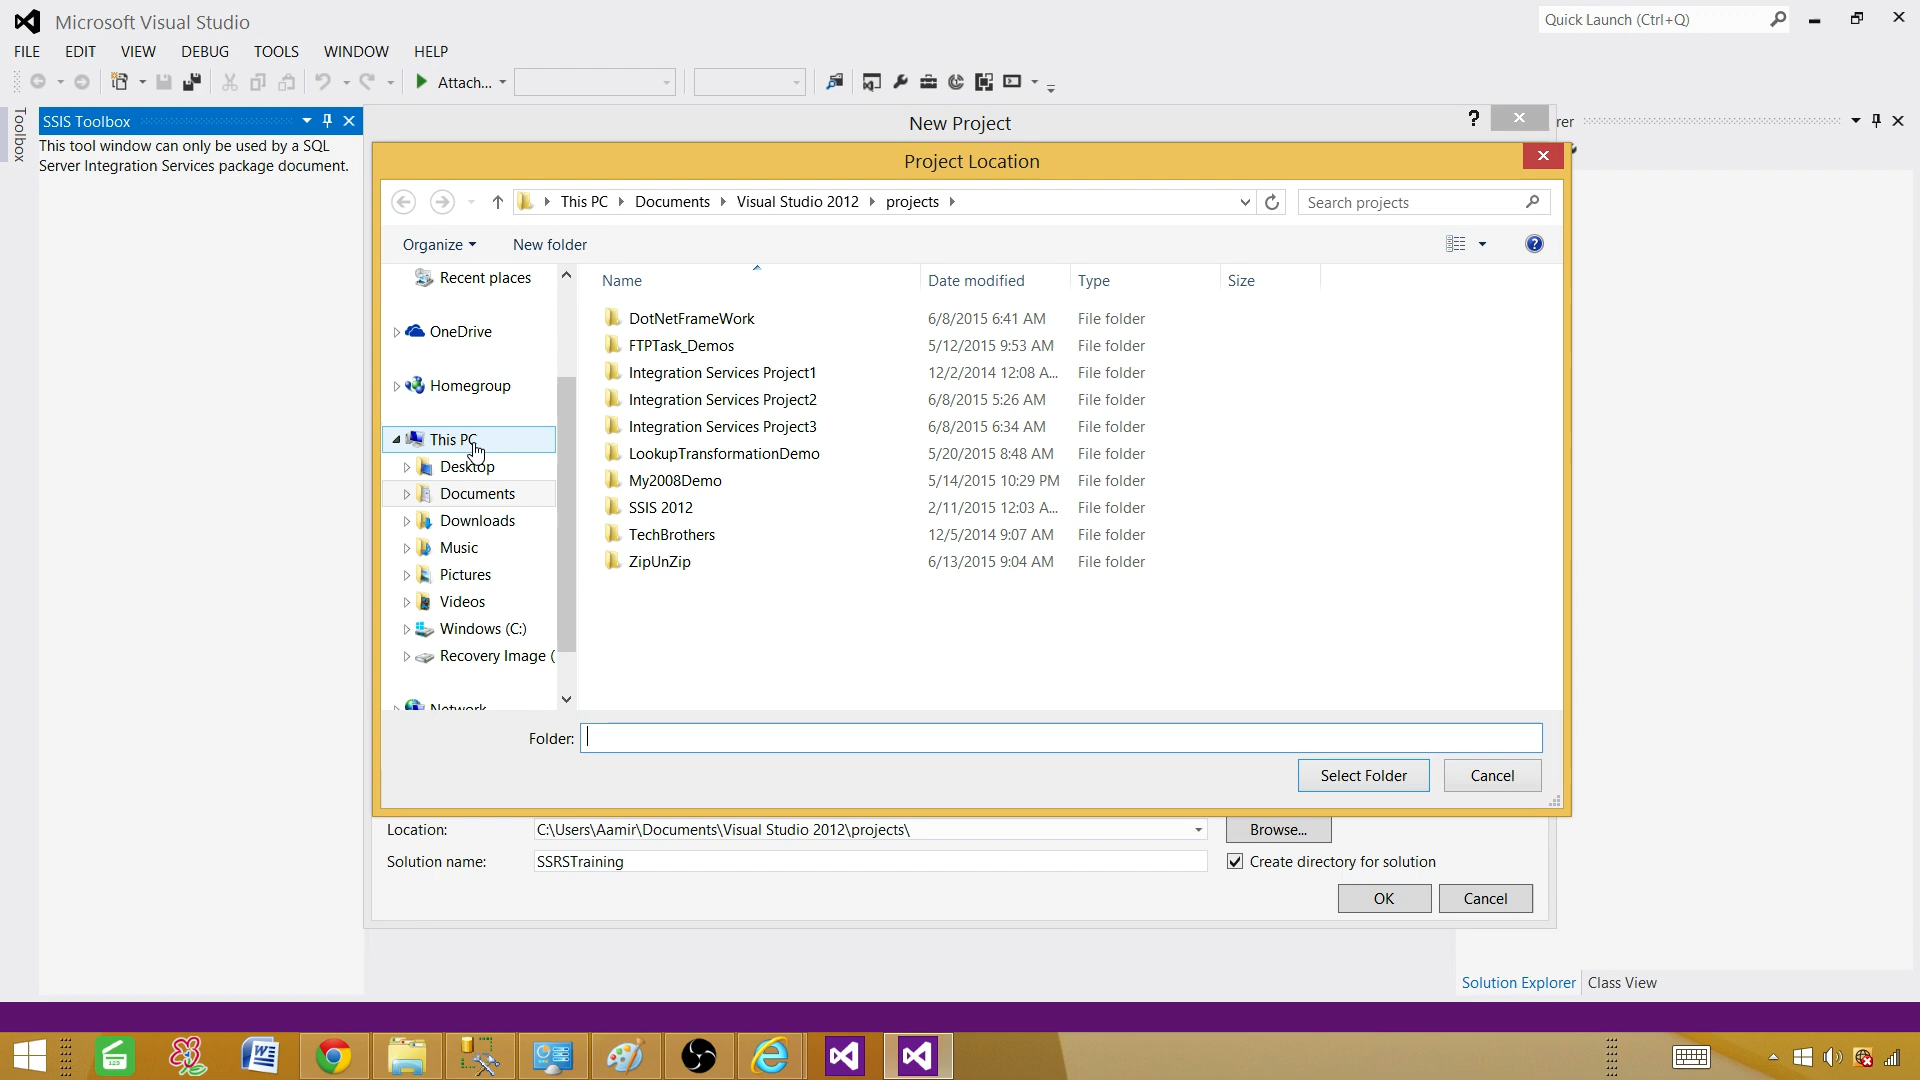 Microsoft Visual Studio
Quick Launch (Ctrl+Q)
FILE EDIT VIEW DEBUG TOOLS WINDOW HELP
Attach...
Toolbox
SSIS Toolbox
This tool window can only be used by a SQL
Server Integration Services package document.
New Project
?
rer
Project Location
This PC Documents Visual Studio 2012 projects
Search projects
Organize New folder
Name Date modified Type Size
Recent places
OneDrive
Homegroup
This PC
Desktop
Documents
Downloads
Music
Pictures
Videos
Windows (C:)
Recovery Image (
Network
DotNetFrameWork 6/8/2015 6:41 AM File folder
FTPTask_Demos 5/12/2015 9:53 AM File folder
Integration Services Project1 12/2/2014 12:08 A... File folder
Integration Services Project2 6/8/2015 5:26 AM File folder
Integration Services Project3 6/8/2015 6:34 AM File folder
LookupTransformationDemo 5/20/2015 8:48 AM File folder
My2008Demo 5/14/2015 10:29 PM File folder
SSIS 2012 2/11/2015 12:03 A... File folder
TechBrothers 12/5/2014 9:07 AM File folder
ZipUnZip 6/13/2015 9:04 AM File folder
Folder:
Select Folder Cancel
Location: C:\Users\Aamir\Documents\Visual Studio 2012\projects\ Browse...
Solution name: SSRSTraining Create directory for solution
OK Cancel
Solution Explorer Class View